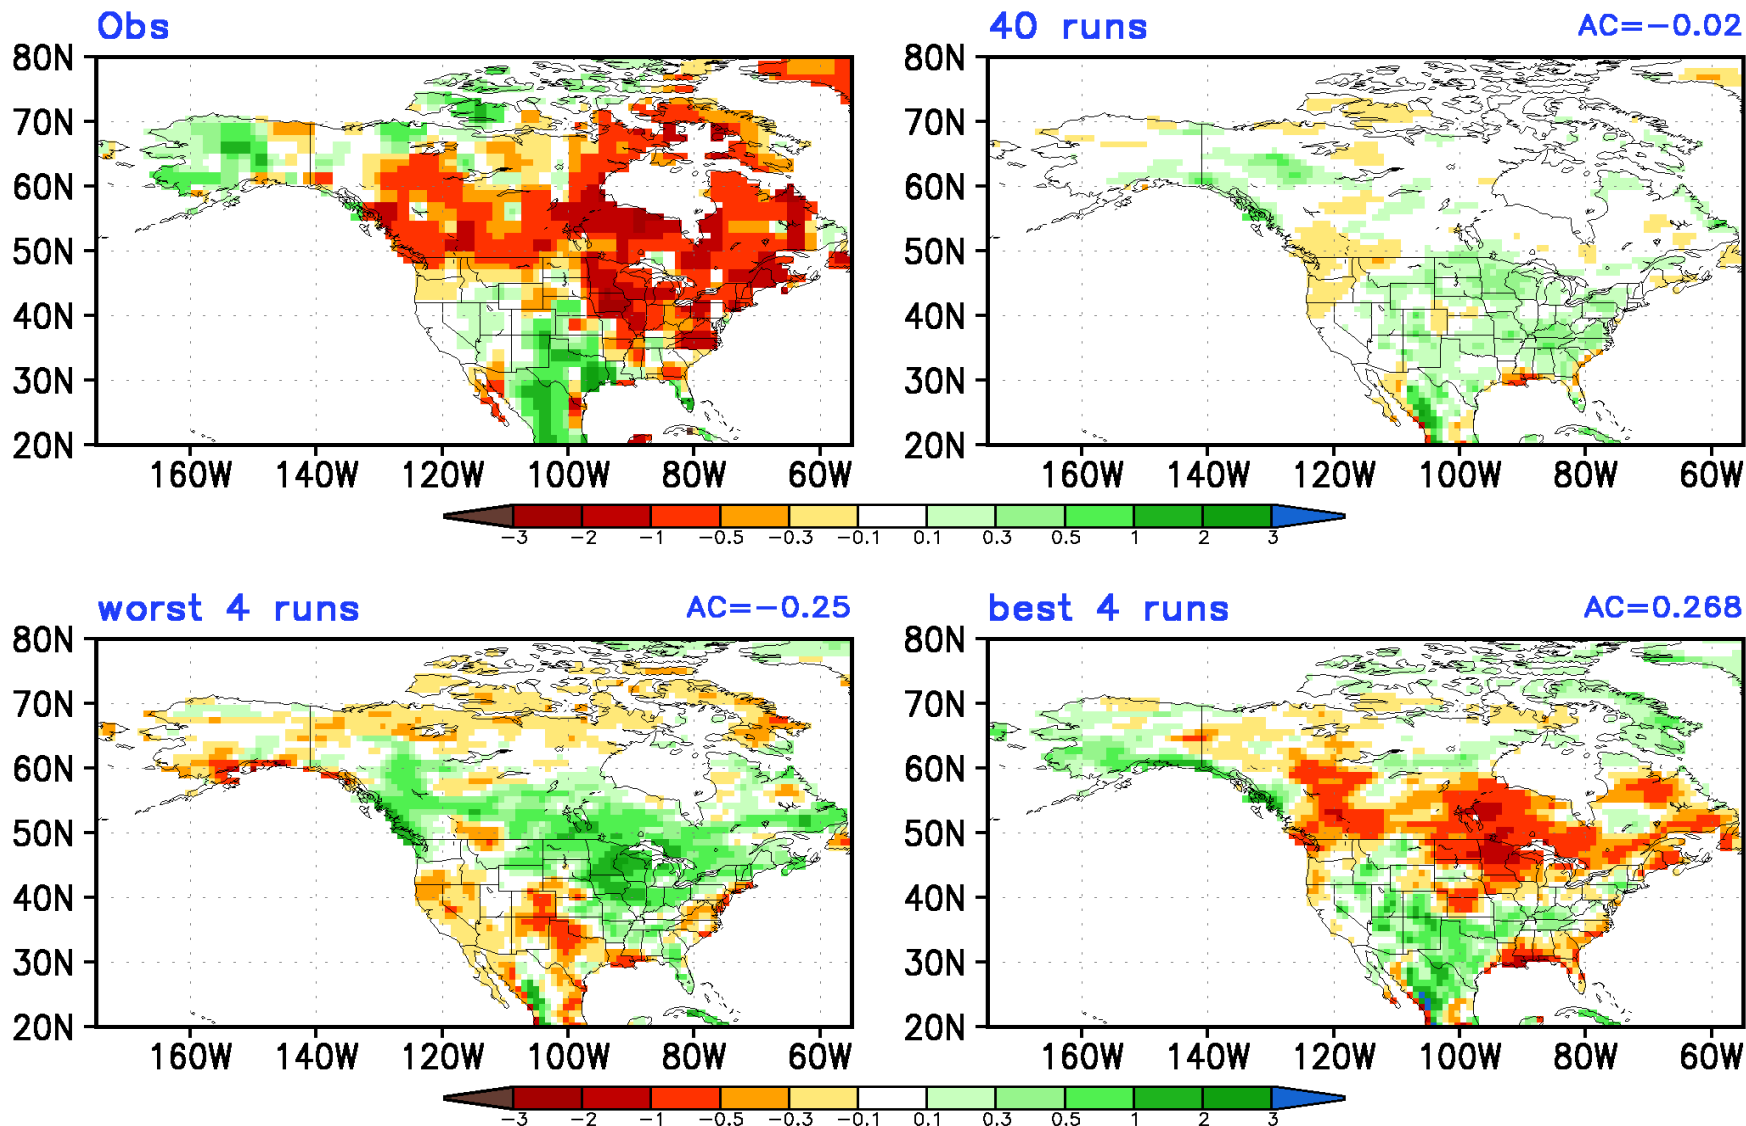 Obs
40 runs AC=−0.02
80N 80N
70N 70N
60N 60N
50N 50N
40N 40N
30N 30N
20N 20N
160W 140W 120W 100W 80W 60W 160W 140W 120W 100W 80W 60W
−3 −2 −1 −0.5 −0.3 −0.1 0.1 0.3 0.5 1 2 3
worst 4 runs AC=−0.25
best 4 runs AC=0.268
80N 80N
70N 70N
60N 60N
50N 50N
40N 40N
30N 30N
20N 20N
160W 140W 120W 100W 80W 60W 160W 140W 120W 100W 80W 60W
−3 −2 −1 −0.5 −0.3 −0.1 0.1 0.3 0.5 1 2 3